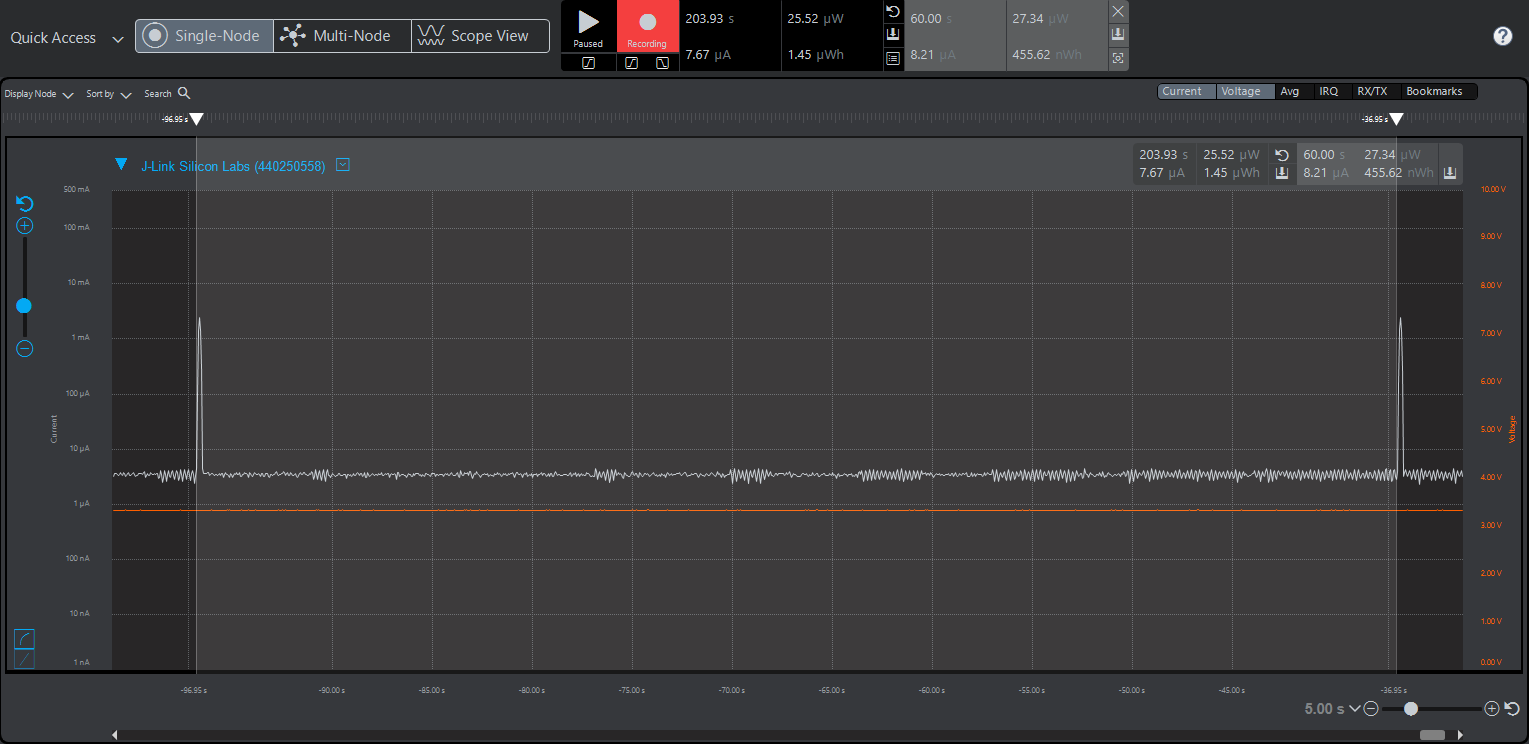 Quick Access
Single-Node
Multi-Node
Scope View
Paused
Recording
203.93 s
25.52 µW
7.67 µA
1.45 µWh
60.00 s
27.34 µW
8.21 µA
455.62 nWh
?
Display Node
Sort by
Search
Current
Voltage
Avg
IRQ
RX/TX
Bookmarks
-96.95 s
-36.95 s
J-Link Silicon Labs (440250558)
203.93 s
25.52 µW
60.00 s
27.34 µW
7.67 µA
1.45 µWh
8.21 µA
455.62 nWh
500 mA
100 mA
10 mA
1 mA
100 µA
10 µA
1 µA
100 nA
10 nA
1 nA
Current
10.00 V
9.00 V
8.00 V
7.00 V
6.00 V
5.00 V
4.00 V
3.00 V
2.00 V
1.00 V
0.00 V
Voltage
-96.95 s
-90.00 s
-85.00 s
-80.00 s
-75.00 s
-70.00 s
-65.00 s
-60.00 s
-55.00 s
-50.00 s
-45.00 s
-36.95 s
5.00 s